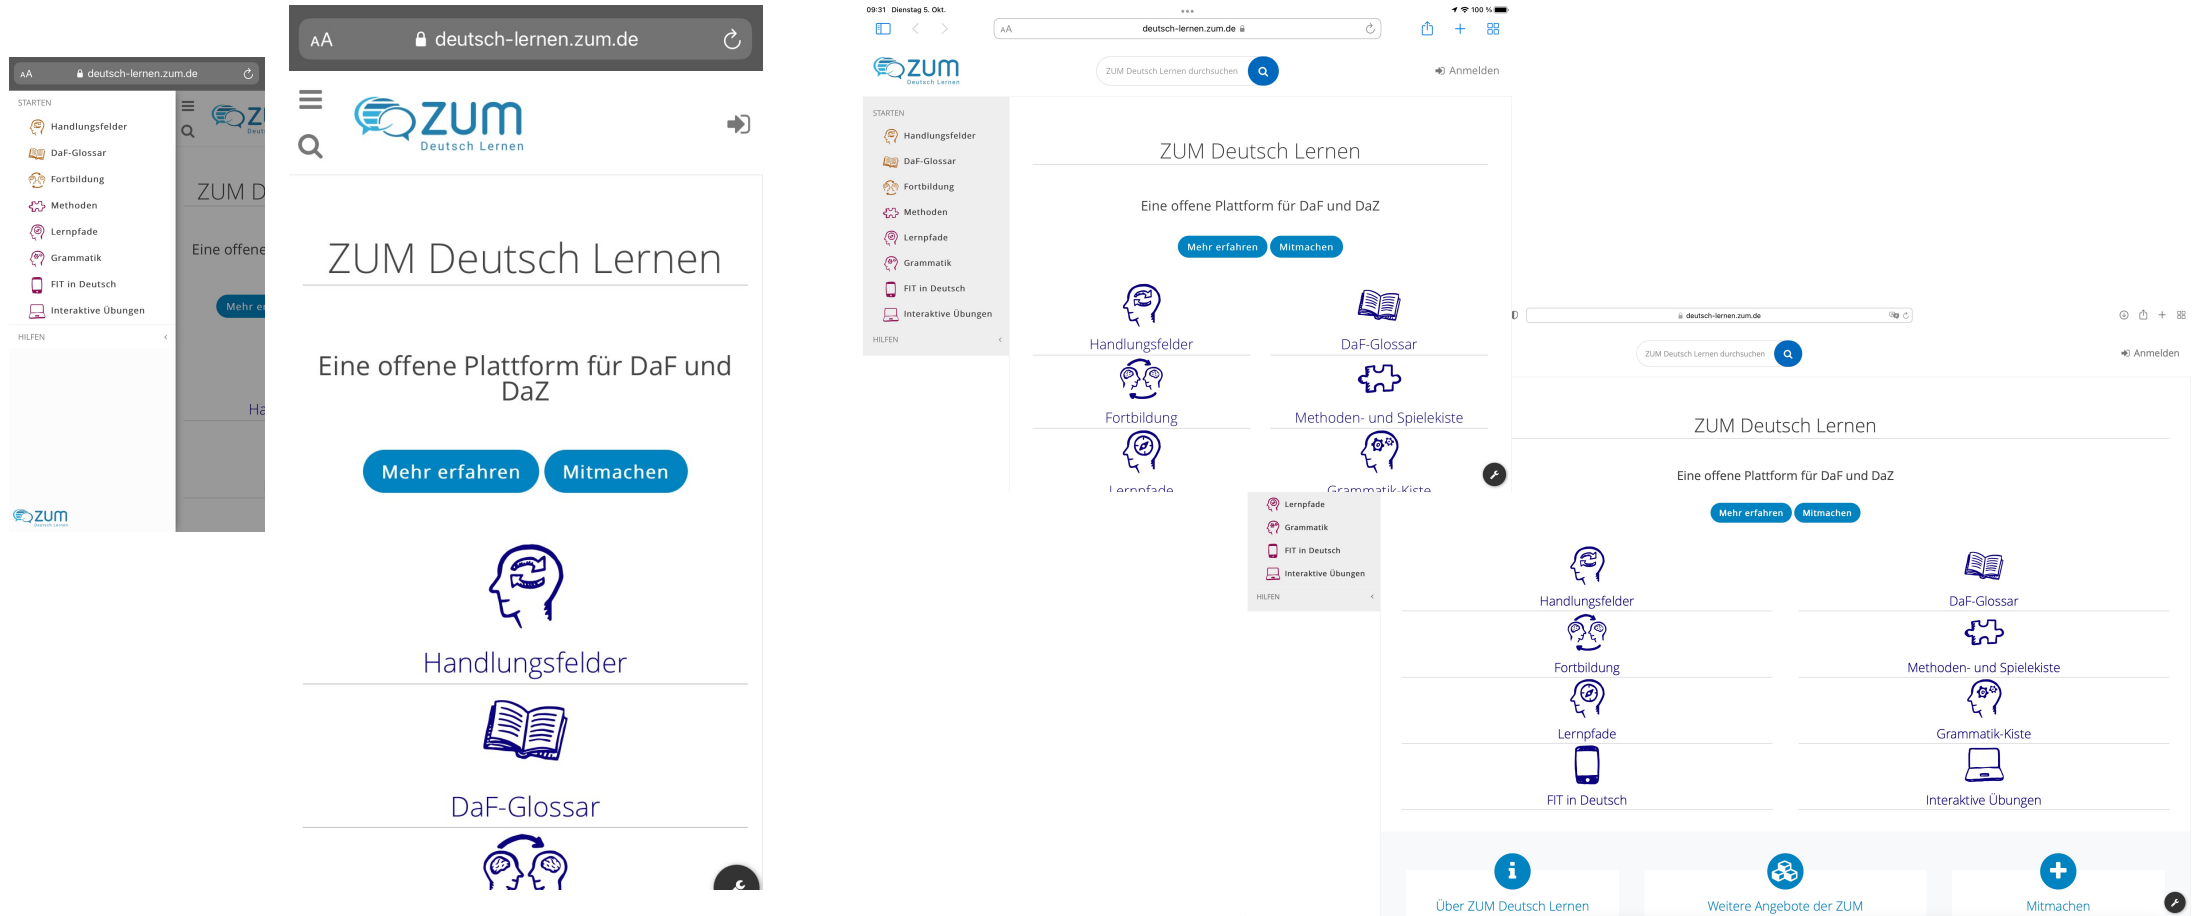 AA deutsch-lernen.zum.de
STARTEN
Handlungsfelder
DaF-Glossar
Fortbildung
Methoden
Lernpfade
Grammatik
FIT in Deutsch
Interaktive Übungen
HILFEN
ZUM
Deutsch Lernen
ZUM D
Eine offene
Mehr e
Ha
AA deutsch-lernen.zum.de
ZUM
Deutsch Lernen
ZUM Deutsch Lernen
Eine offene Plattform für DaF und
DaZ
Mehr erfahren Mitmachen
Handlungsfelder
DaF-Glossar
09:31 Dienstag 5. Okt. 100 %
AA deutsch-lernen.zum.de
ZUM
Deutsch Lernen
ZUM Deutsch Lernen durchsuchen
Anmelden
STARTEN
Handlungsfelder
DaF-Glossar
Fortbildung
Methoden
Lernpfade
Grammatik
FIT in Deutsch
Interaktive Übungen
HILFEN
ZUM Deutsch Lernen
Eine offene Plattform für DaF und DaZ
Mehr erfahren Mitmachen
Handlungsfelder DaF-Glossar
Fortbildung Methoden- und Spielekiste
Lernpfade Grammatik-Kiste
deutsch-lernen.zum.de
ZUM Deutsch Lernen durchsuchen
Anmelden
Lernpfade
Grammatik
FIT in Deutsch
Interaktive Übungen
HILFEN
ZUM Deutsch Lernen
Eine offene Plattform für DaF und DaZ
Mehr erfahren Mitmachen
Handlungsfelder DaF-Glossar
Fortbildung Methoden- und Spielekiste
Lernpfade Grammatik-Kiste
FIT in Deutsch Interaktive Übungen
Über ZUM Deutsch Lernen Weitere Angebote der ZUM Mitmachen